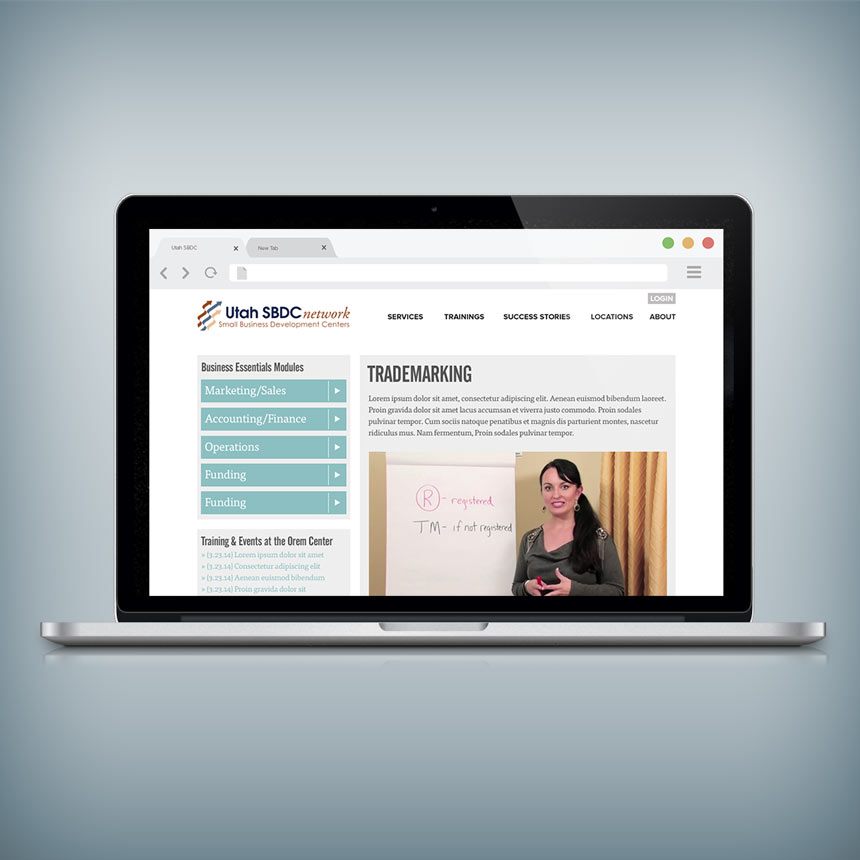 Utah SBDC x New Tab x
LOGIN
Utah SBDC network
Small Business Development Centers
SERVICES TRAININGS SUCCESS STORIES LOCATIONS ABOUT
Business Essentials Modules
Marketing/Sales
Accounting/Finance
Operations
Funding
Funding
Training & Events at the Orem Center
» (3.23.14) Lorem ipsum dolor sit amet
» (3.23.14) Consectetur adipiscing elit
» (3.23.14) Aenean euismod bibendum
» (3.23.14) Proin gravida dolor sit
TRADEMARKING
Lorem ipsum dolor sit amet, consectetur adipiscing elit. Aenean euismod bibendum laoreet.
Proin gravida dolor sit amet lacus accumsan et viverra justo commodo. Proin sodales
pulvinar tempor. Cum sociis natoque penatibus et magnis dis parturient montes, nascetur
ridiculus mus. Nam fermentum, Proin sodales pulvinar tempor.
R - registered
TM - if not registered